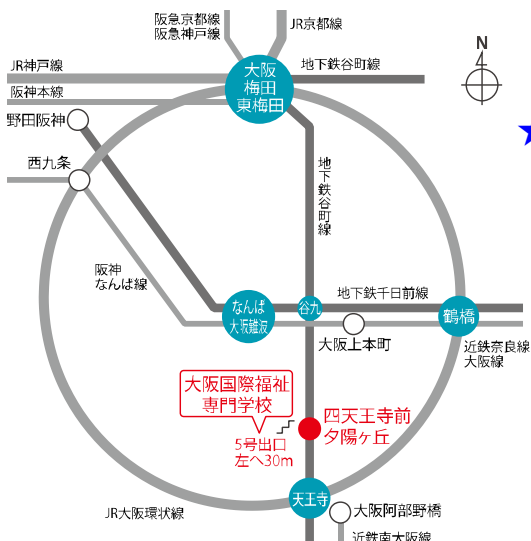 阪急京都線
阪急神戸線
JR京都線
N
JR神戸線
地下鉄谷町線
大阪
梅田
東梅田
阪神本線
野田阪神
西九条
地下鉄谷町線
阪神
なんば線
なんば
大阪難波
谷九
地下鉄千日前線
鶴橋
大阪上本町
近鉄奈良線
大阪線
大阪国際福祉
専門学校
四天王寺前
夕陽ヶ丘
5号出口
左へ30m
天王寺
JR大阪環状線
大阪阿部野橋
近鉄南大阪線